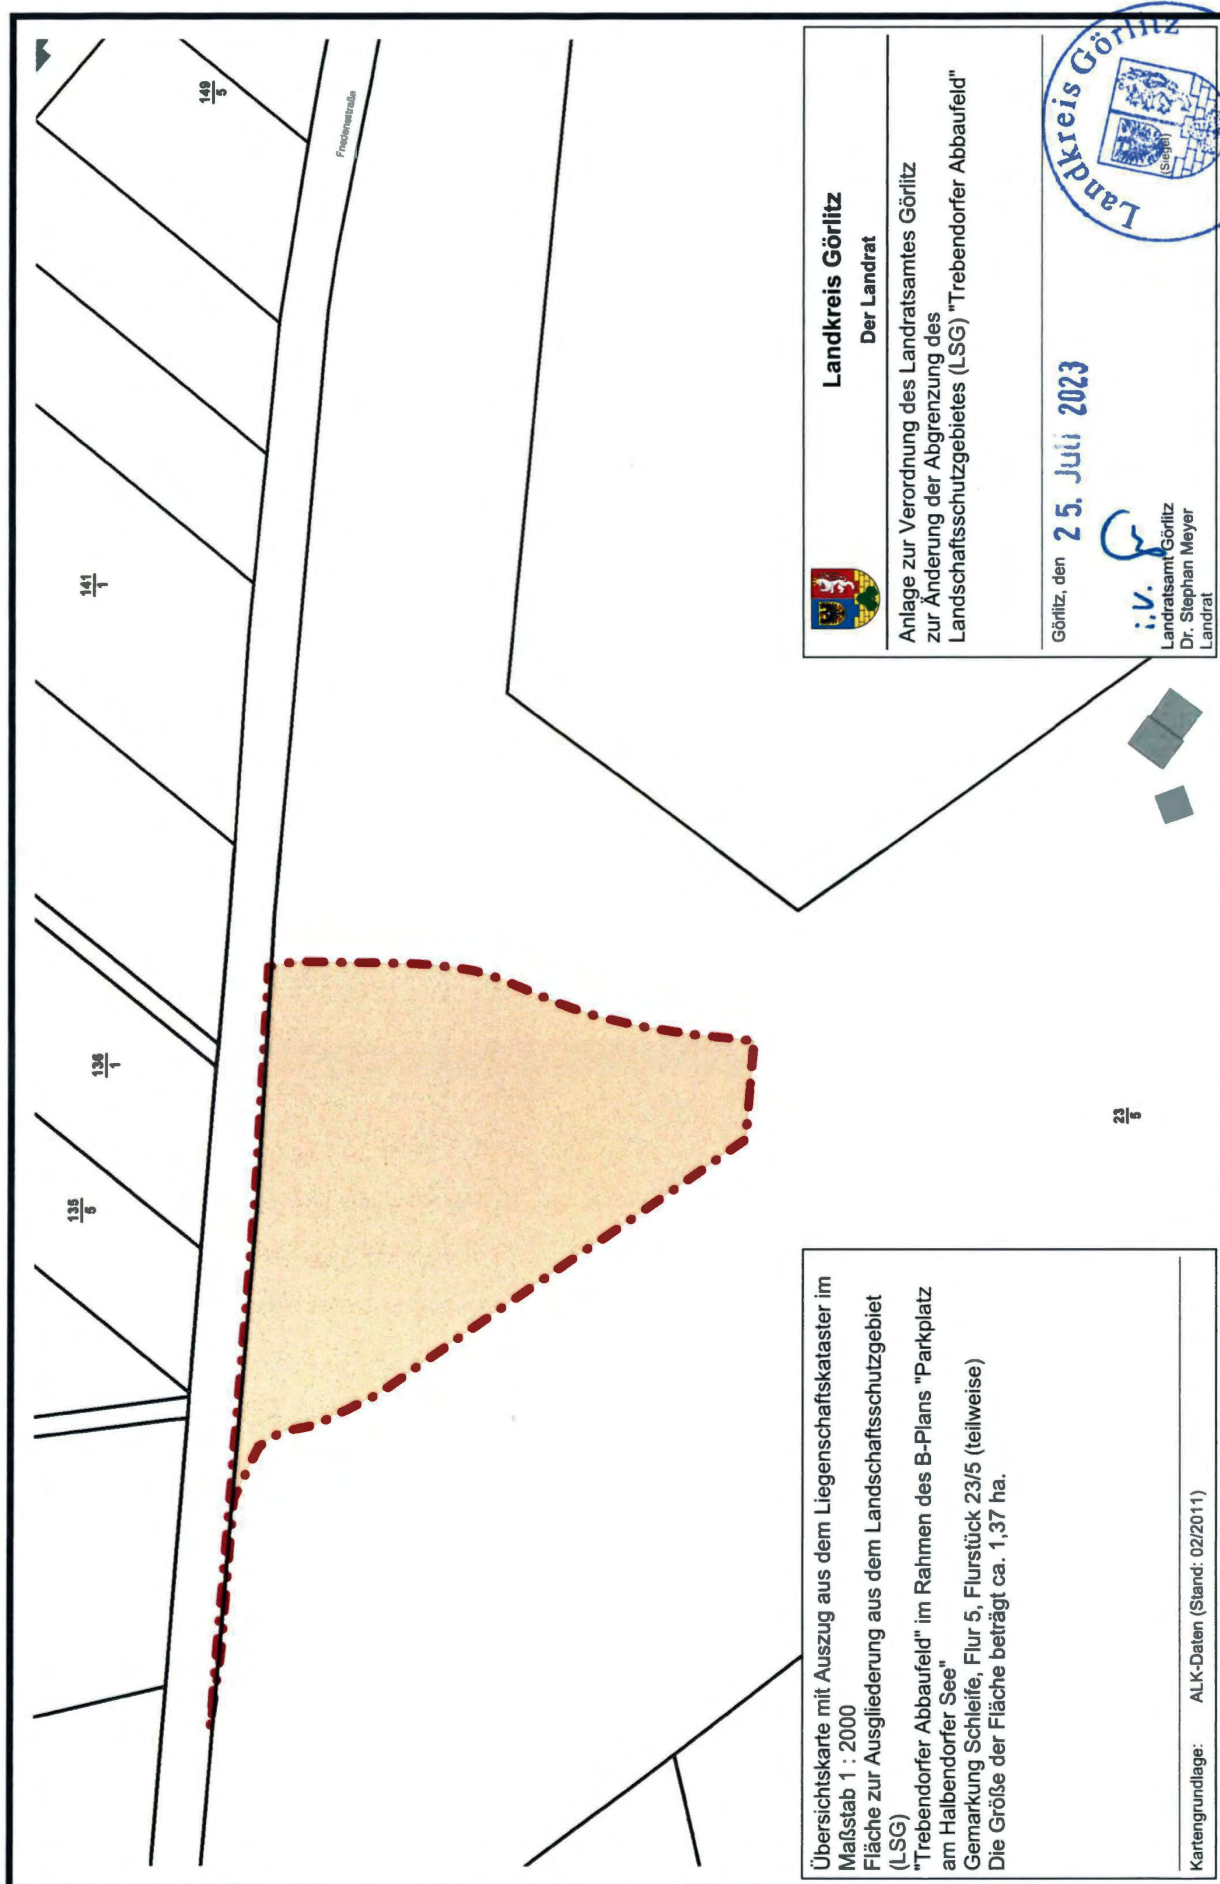 135
5
136
1
141
1
149
5
Friedensstraße
23
5
Übersichtskarte mit Auszug aus dem Liegenschaftskataster im
Maßstab 1 : 2000
Fläche zur Ausgliederung aus dem Landschaftsschutzgebiet
(LSG)
"Trebendorfer Abbaufeld" im Rahmen des B-Plans "Parkplatz
am Halbendorfer See"
Gemarkung Schleife, Flur 5, Flurstück 23/5 (teilweise)
Die Größe der Fläche beträgt ca. 1,37 ha.
Kartengrundlage: ALK-Daten (Stand: 02/2011)
Landkreis Görlitz
Der Landrat
Anlage zur Verordnung des Landratsamtes Görlitz
zur Änderung der Abgrenzung des
Landschaftsschutzgebietes (LSG) "Trebendorfer Abbaufeld"
Görlitz, den 25. Juli 2023
i.V.
Landratsamt Görlitz
Dr. Stephan Meyer
Landrat
Landkreis Görlitz
(Siegel)